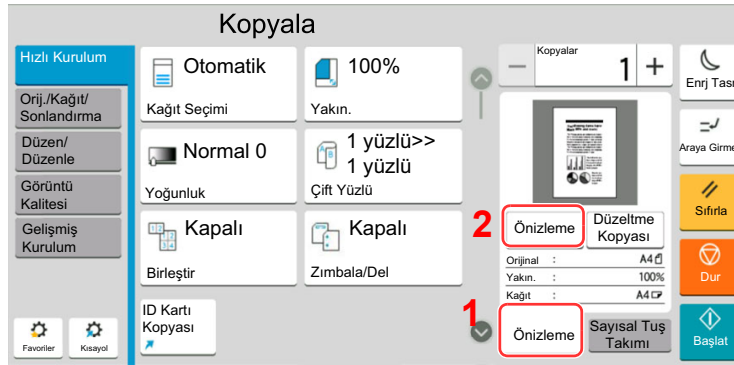 Kopyala
Hızlı Kurulum
Orij./Kağıt/
Sonlandırma
Düzen/
Düzenle
Görüntü
Kalitesi
Gelişmiş
Kurulum
Favoriler
Kısayol
Otomatik
Kağıt Seçimi
100%
Yakın.
Normal 0
Yoğunluk
1 yüzlü>>
1 yüzlü
Çift Yüzlü
Kapalı
Birleştir
Kapalı
Zımbala/Del
ID Kartı
Kopyası
Kopyalar
1
2
Önizleme
Düzeltme
Kopyası
Orijinal : A4
Yakın. : 100%
Kağıt : A4
1
Önizleme
Sayısal Tuş
Takımı
Enrj Tası
Araya Girme
Sıfırla
Dur
Başlat